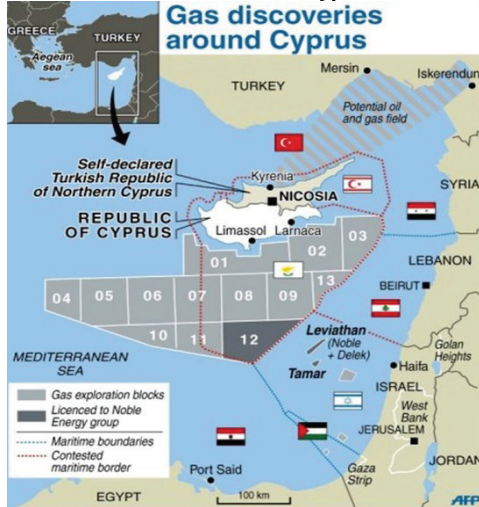 Gas discoveries
around Cyprus
GREECE
TURKEY
Aegean
sea
Mersin
Iskerendun
TURKEY
Potential oil
and gas field
Self-declared
Turkish Republic
of Northern Cyprus
Kyrenia
NICOSIA
SYRIA
REPUBLIC
OF CYPRUS
Limassol
Larnaca
LEBANON
01
02
03
04
05
06
07
08
09
13
BEIRUT
10
11
12
Leviathan
(Noble
+ Delek)
Golan
Heights
MEDITERRANEAN
SEA
Tamar
Haifa
ISRAEL
Gas exploration blocks
Licenced to Noble
Energy group
West
Bank
JERUSALEM
Maritime boundaries
Contested
maritime border
Port Said
Gaza
Strip
JORDAN
EGYPT
100 km
AFP